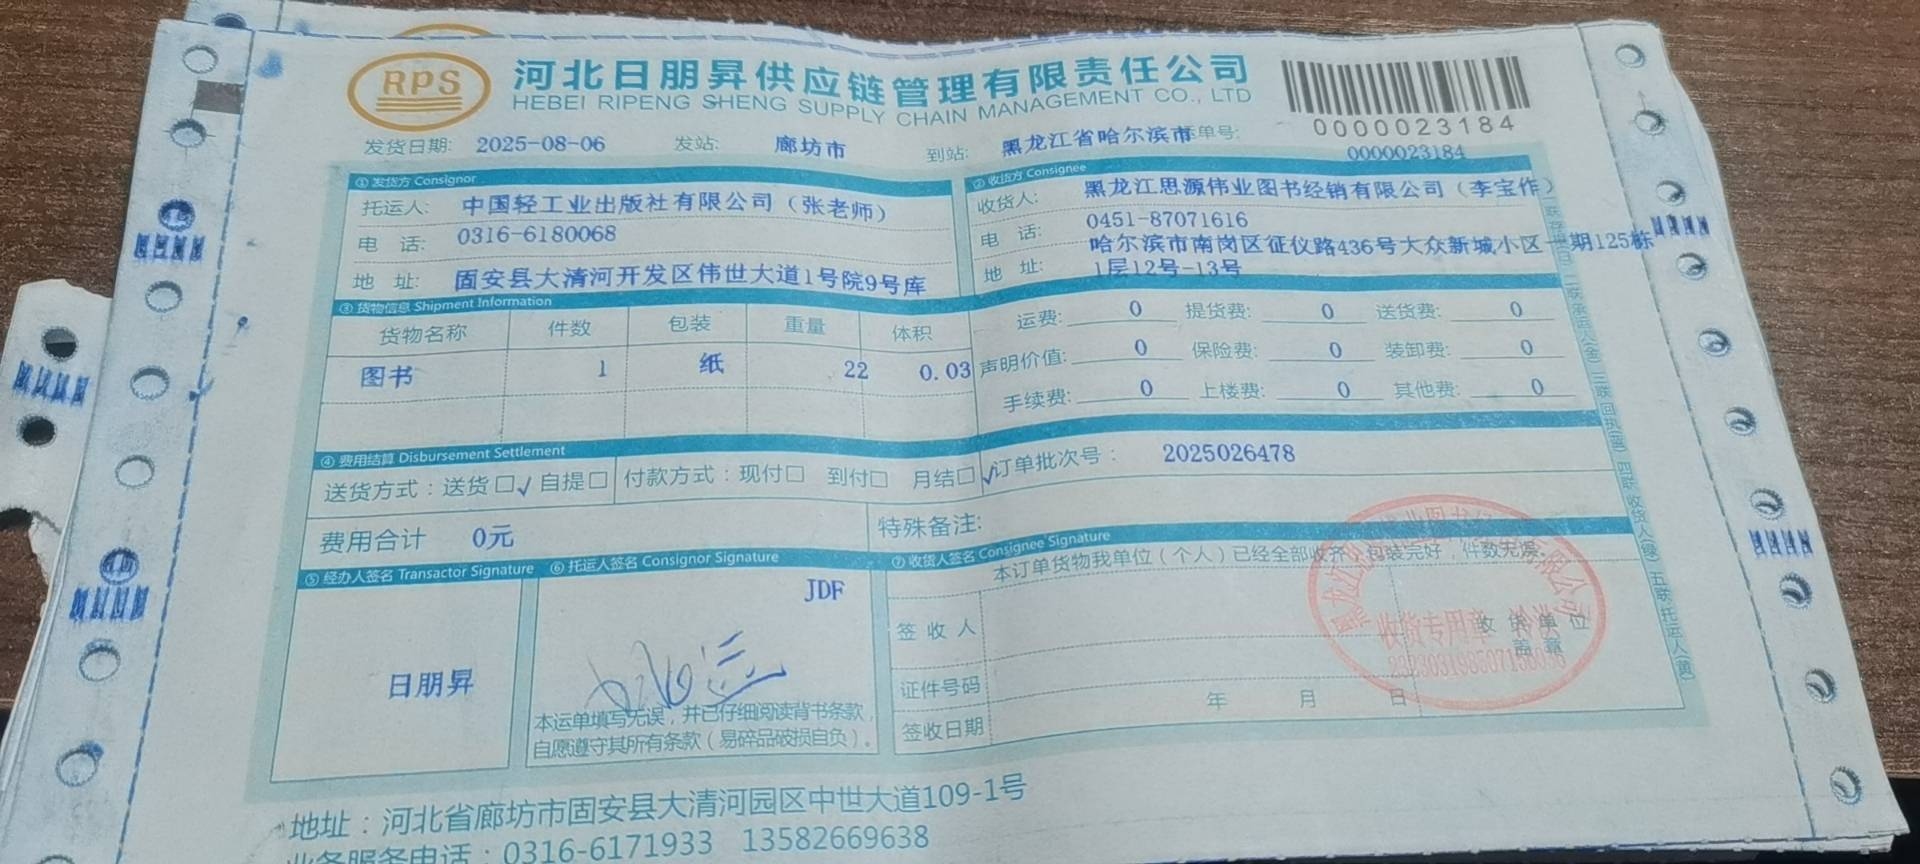 RPS
河北日朋昇供应链管理有限责任公司
HEBEI RIPENG SHENG SUPPLY CHAIN MANAGEMENT CO., LTD
0000023184
发货日期: 2025-08-06 发站: 廊坊市 到站: 黑龙江省哈尔滨市 单号: 0000023184
① 发货方 Consignor
托运人: 中国轻工业出版社有限公司（张老师）
电 话: 0316-6180068
地 址: 固安县大清河开发区伟世大道1号院9号库
② 收货方 Consignee
收货人: 黑龙江思源伟业图书经销有限公司（李宝作）
电 话: 0451-87071616
地 址: 哈尔滨市南岗区征仪路436号大众新城小区一期125栋
1层12号-13号
③ 货物信息 Shipment Information
货物名称 件数 包装 重量 体积
图书 1 纸 22 0.03
运费: 0 提货费: 0 送货费: 0
声明价值: 0 保险费: 0 装卸费: 0
手续费: 0 上楼费: 0 其他费: 0
④ 费用结算 Disbursement Settlement
送货方式：送货□√ 自提□ 付款方式：现付□ 到付□ 月结□√ 订单批次号： 2025026478
费用合计 0元 特殊备注:
⑤ 经办人签名 Transactor Signature
日朋昇
⑥ 托运人签名 Consignor Signature
JDF
本运单填写无误，并已仔细阅读背书条款，
自愿遵守其所有条款（易碎品破损自负）。
⑦ 收货人签名 Consignee Signature
本订单货物我单位（个人）已经全部收齐，包装完好，件数无误。
签 收 人
收 货 单 位
盖 章
证件号码
签收日期 年 月 日
收货专用章
地址：河北省廊坊市固安县大清河园区中世大道109-1号
业务服务电话：0316-6171933 13582669638